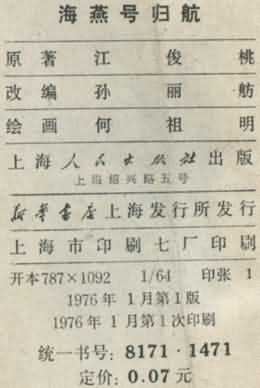 海燕号归航
原著江俊桃
改编孙丽舫
绘画何祖明
上海人民出版社出版
上海绍兴路五号
新华书店上海发行所发行
上海市印刷七厂印刷
开本787×1092 1/64 印张 1
1976年 1月第1版
1976年 1月第1次印刷
统一书号：8171·1471
定价：0.07元